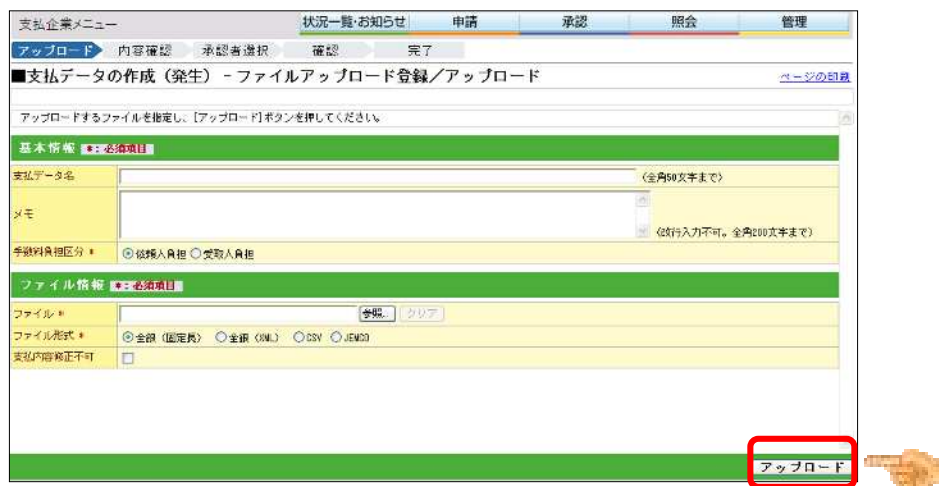 支払企業メニュー 状況一覧・お知らせ 申請 承認 照会 管理
アップロード 内容確認 承認者選択 確認 完了
■支払データの作成(発生) -ファイルアップロード登録/アップロード ページの印刷
アップロードするファイルを指定し、[アップロード]ボタンを押してください。
基本情報 *:必須項目
支払データ名 (全角50文字まで)
メモ (改行入力不可。全角200文字まで)
手数料負担区分 * 依頼人負担 受取人負担
ファイル情報 *:必須項目
ファイル * 参照... クリア
ファイル形式 * 全銀(固定長) 全銀(XML) CSV JEMCO
支払内容修正不可
アップロード